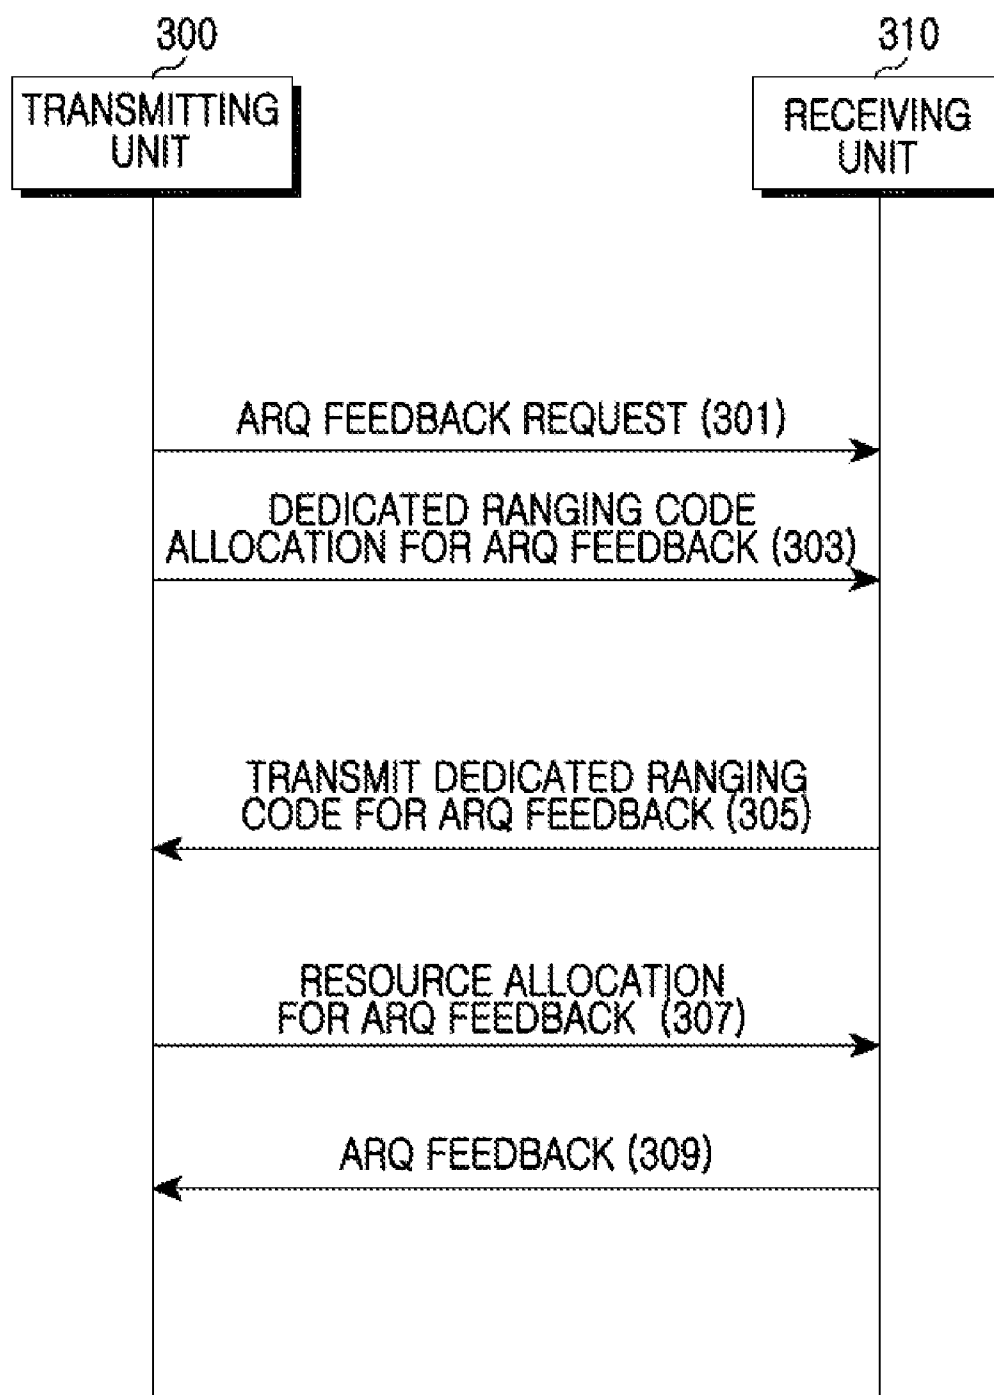 300
310
TRANSMITTING
UNIT
RECEIVING
UNIT
ARQ FEEDBACK REQUEST (301)
DEDICATED RANGING CODE
ALLOCATION FOR ARQ FEEDBACK (303)
TRANSMIT DEDICATED RANGING
CODE FOR ARQ FEEDBACK (305)
RESOURCE ALLOCATION
FOR ARQ FEEDBACK (307)
ARQ FEEDBACK (309)